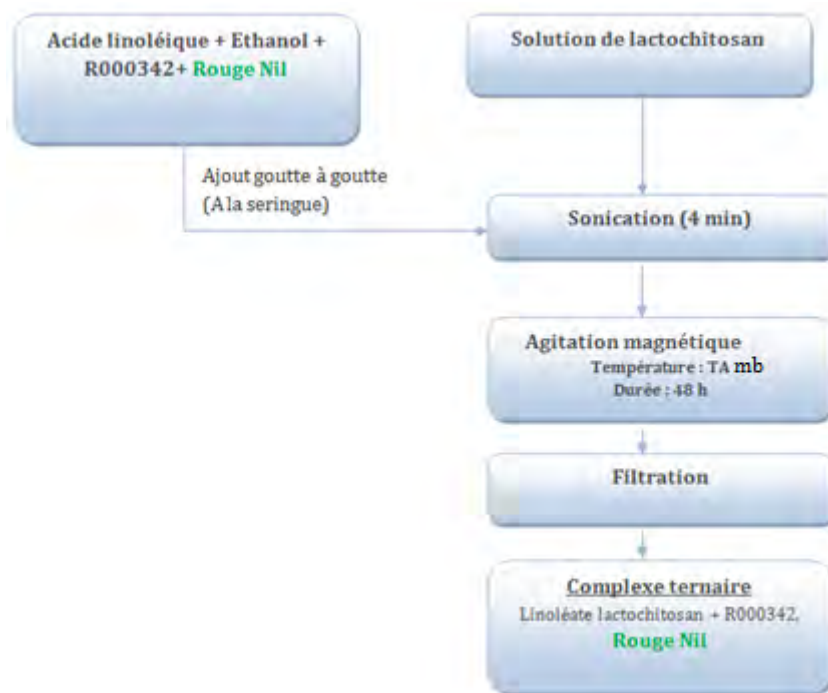 Acide linoléique + Ethanol +
R000342+ Rouge Nil
Solution de lactochitosan
Ajout goutte à goutte
(A la seringue)
Sonication (4 min)
Agitation magnétique
Température : TA mb
Durée : 48 h
Filtration
Complexe ternaire
Linoléate lactochitosan + R000342,
Rouge Nil